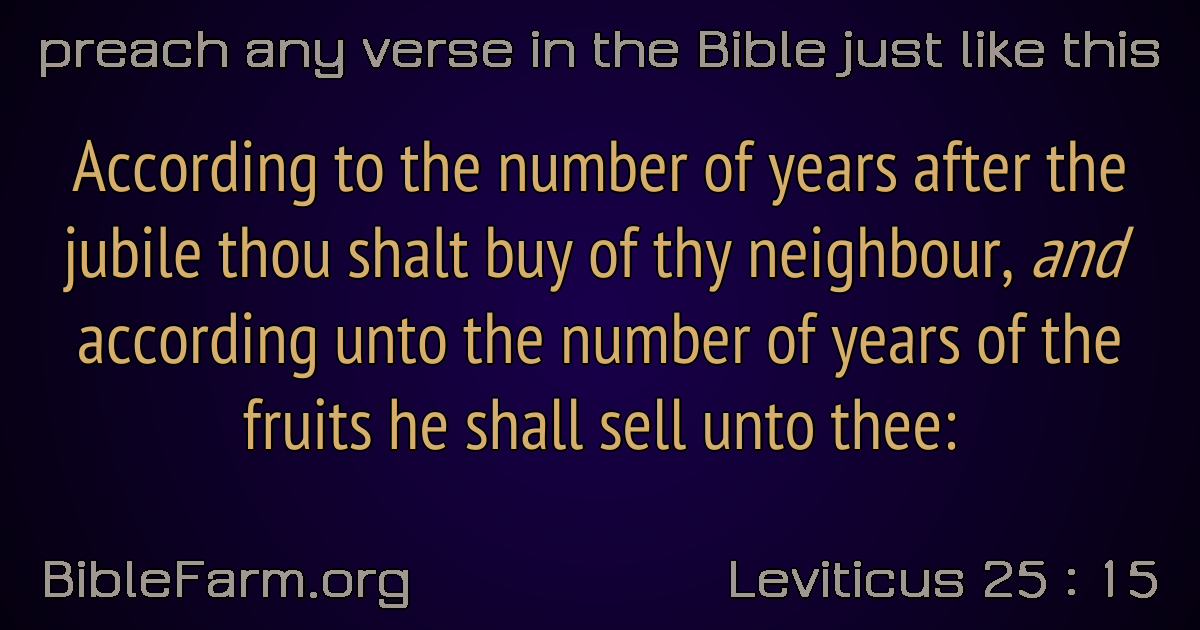 preach any verse in the Bible just like this
According to the number of years after the
jubile thou shalt buy of thy neighbour, and
according unto the number of years of the
fruits he shall sell unto thee:
BibleFarm.org
Leviticus 25 : 15